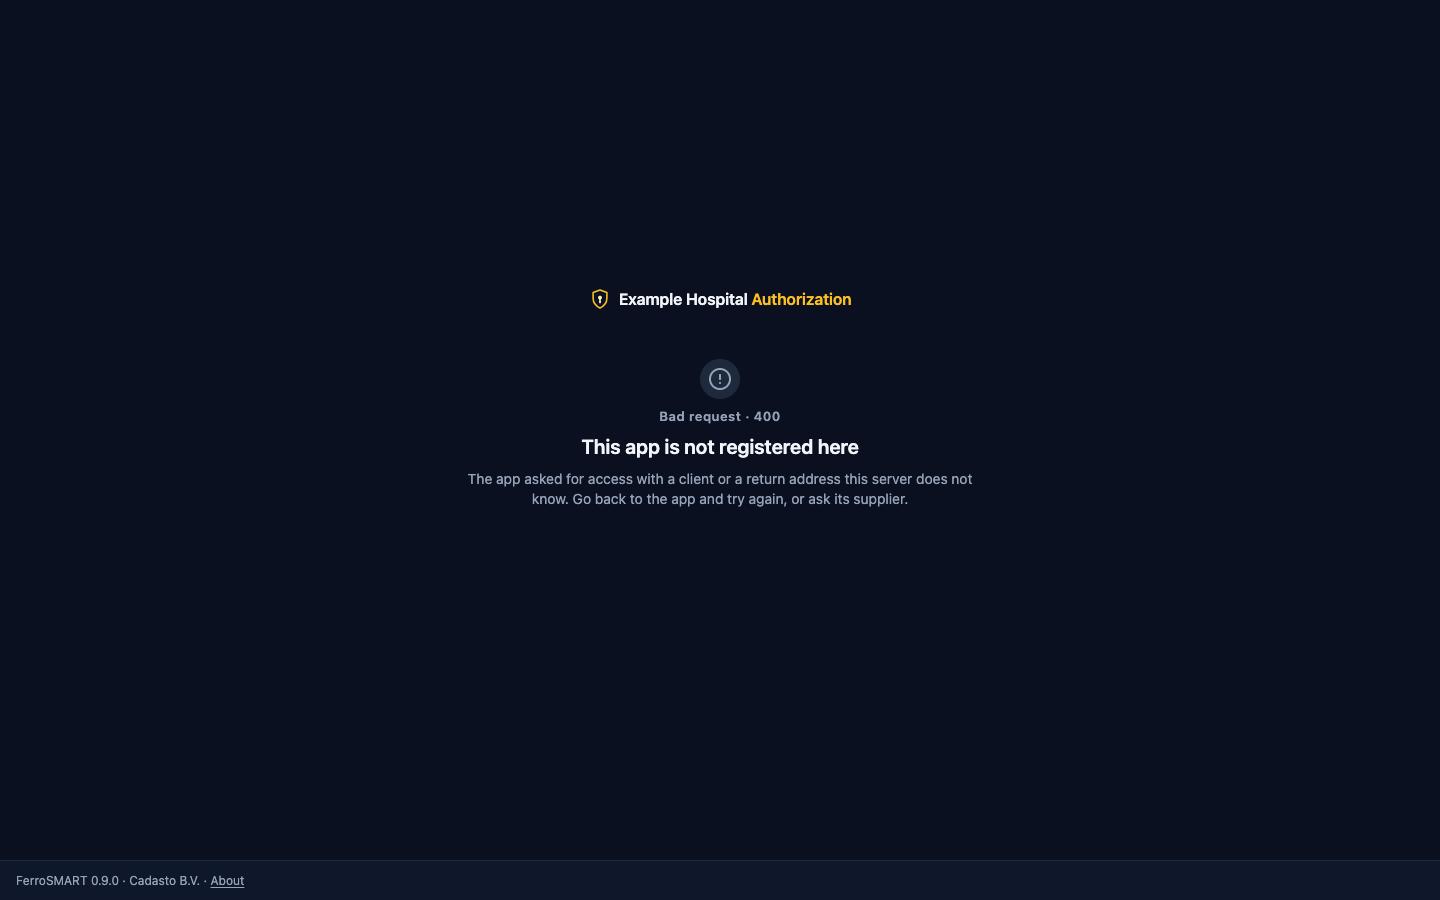 Example Hospital Authorization
Bad request · 400
This app is not registered here
The app asked for access with a client or a return address this server does not
know. Go back to the app and try again, or ask its supplier.
FerroSMART 0.9.0 · Cadasto B.V. · About